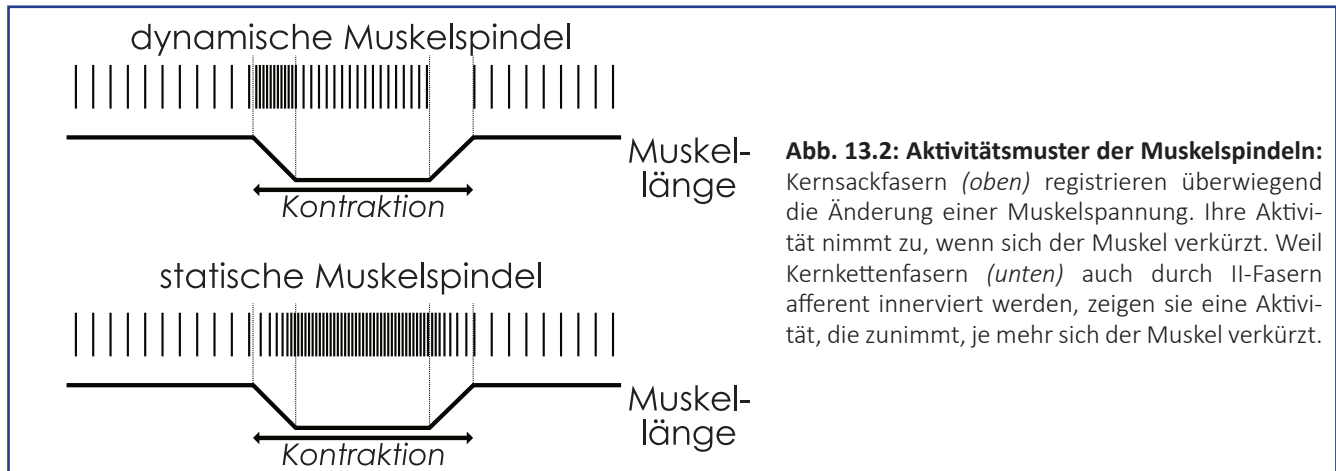 dynamische Muskelspindel
Muskel-
länge
Kontraktion
statische Muskelspindel
Muskel-
länge
Kontraktion
Abb. 13.2: Aktivitätsmuster der Muskelspindeln:
Kernsackfasern (oben) registrieren überwiegend
die Änderung einer Muskelspannung. Ihre Aktivi-
tät nimmt zu, wenn sich der Muskel verkürzt. Weil
Kernkettenfasern (unten) auch durch II-Fasern
afferent innerviert werden, zeigen sie eine Aktivi-
tät, die zunimmt, je mehr sich der Muskel verkürzt.